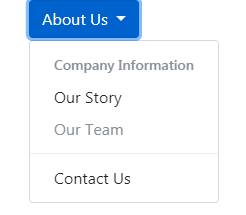 About Us
Company Information
Our Story
Our Team
Contact Us